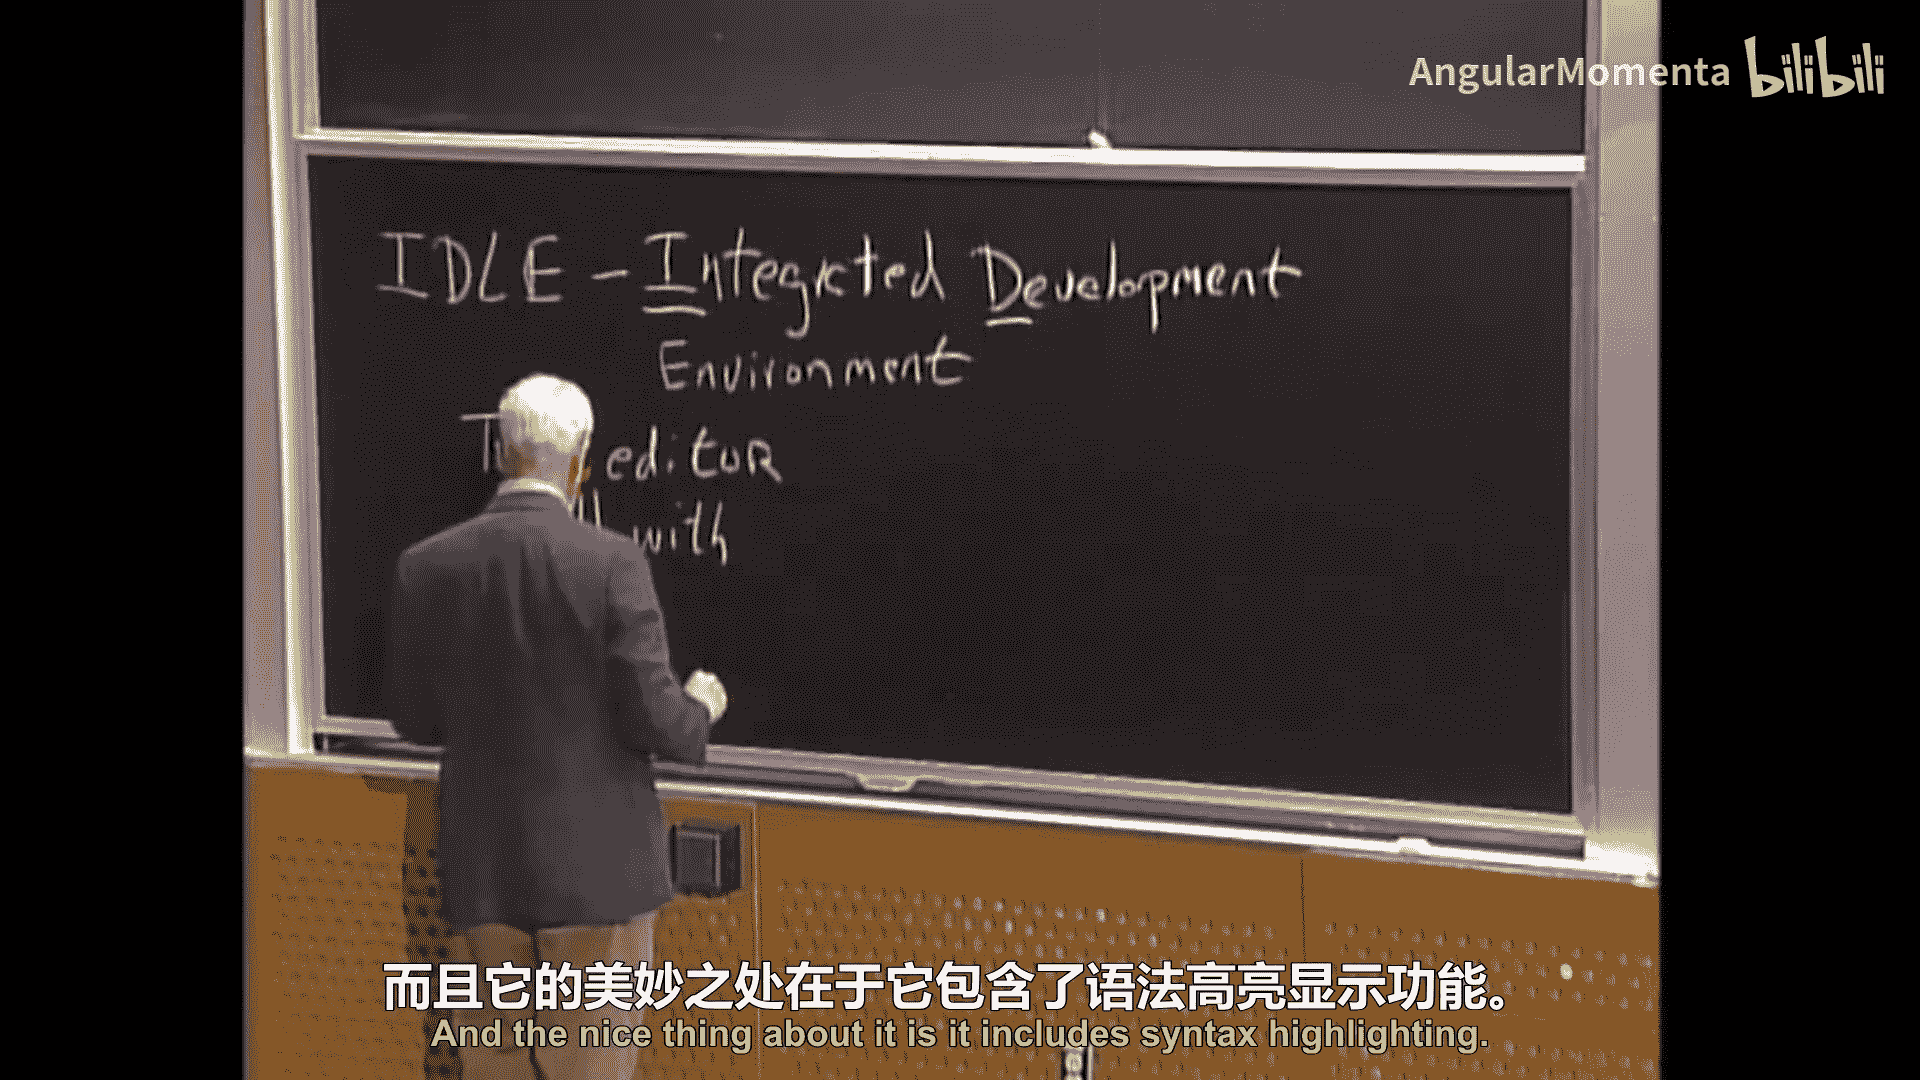 AngularMomenta bilibili
IDLE - Integrated Development
Environment
editor
with
而且它的美妙之处在于它包含了语法高亮显示功能。
And the nice thing about it is it includes syntax highlighting.